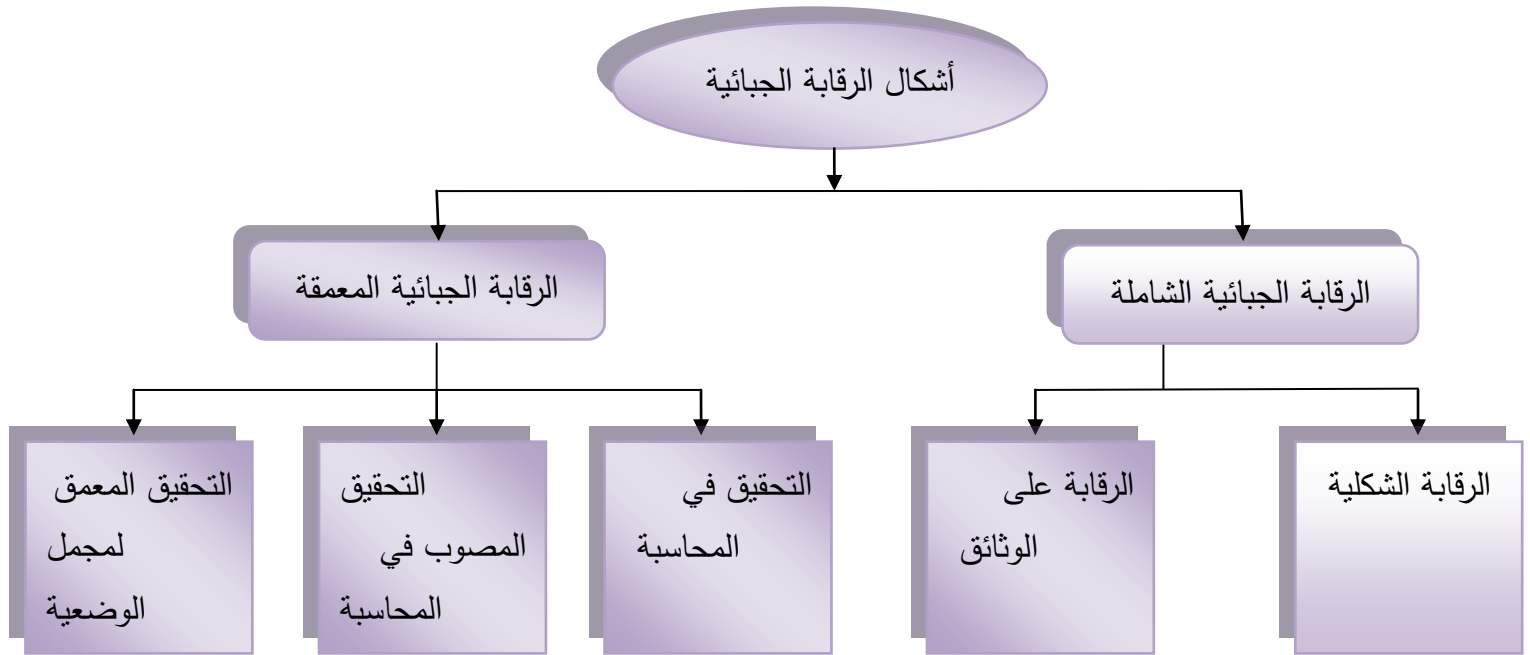 أشكال الرقابة الجبائية
الرقابة الجبائية الشاملة
الرقابة الجبائية المعمقة
الرقابة الشكلية
الرقابة على
الوثائق
التحقيق في
المحاسبة
التحقيق
المصوب في
المحاسبة
التحقيق المعمق
لمجمل
الوضعية